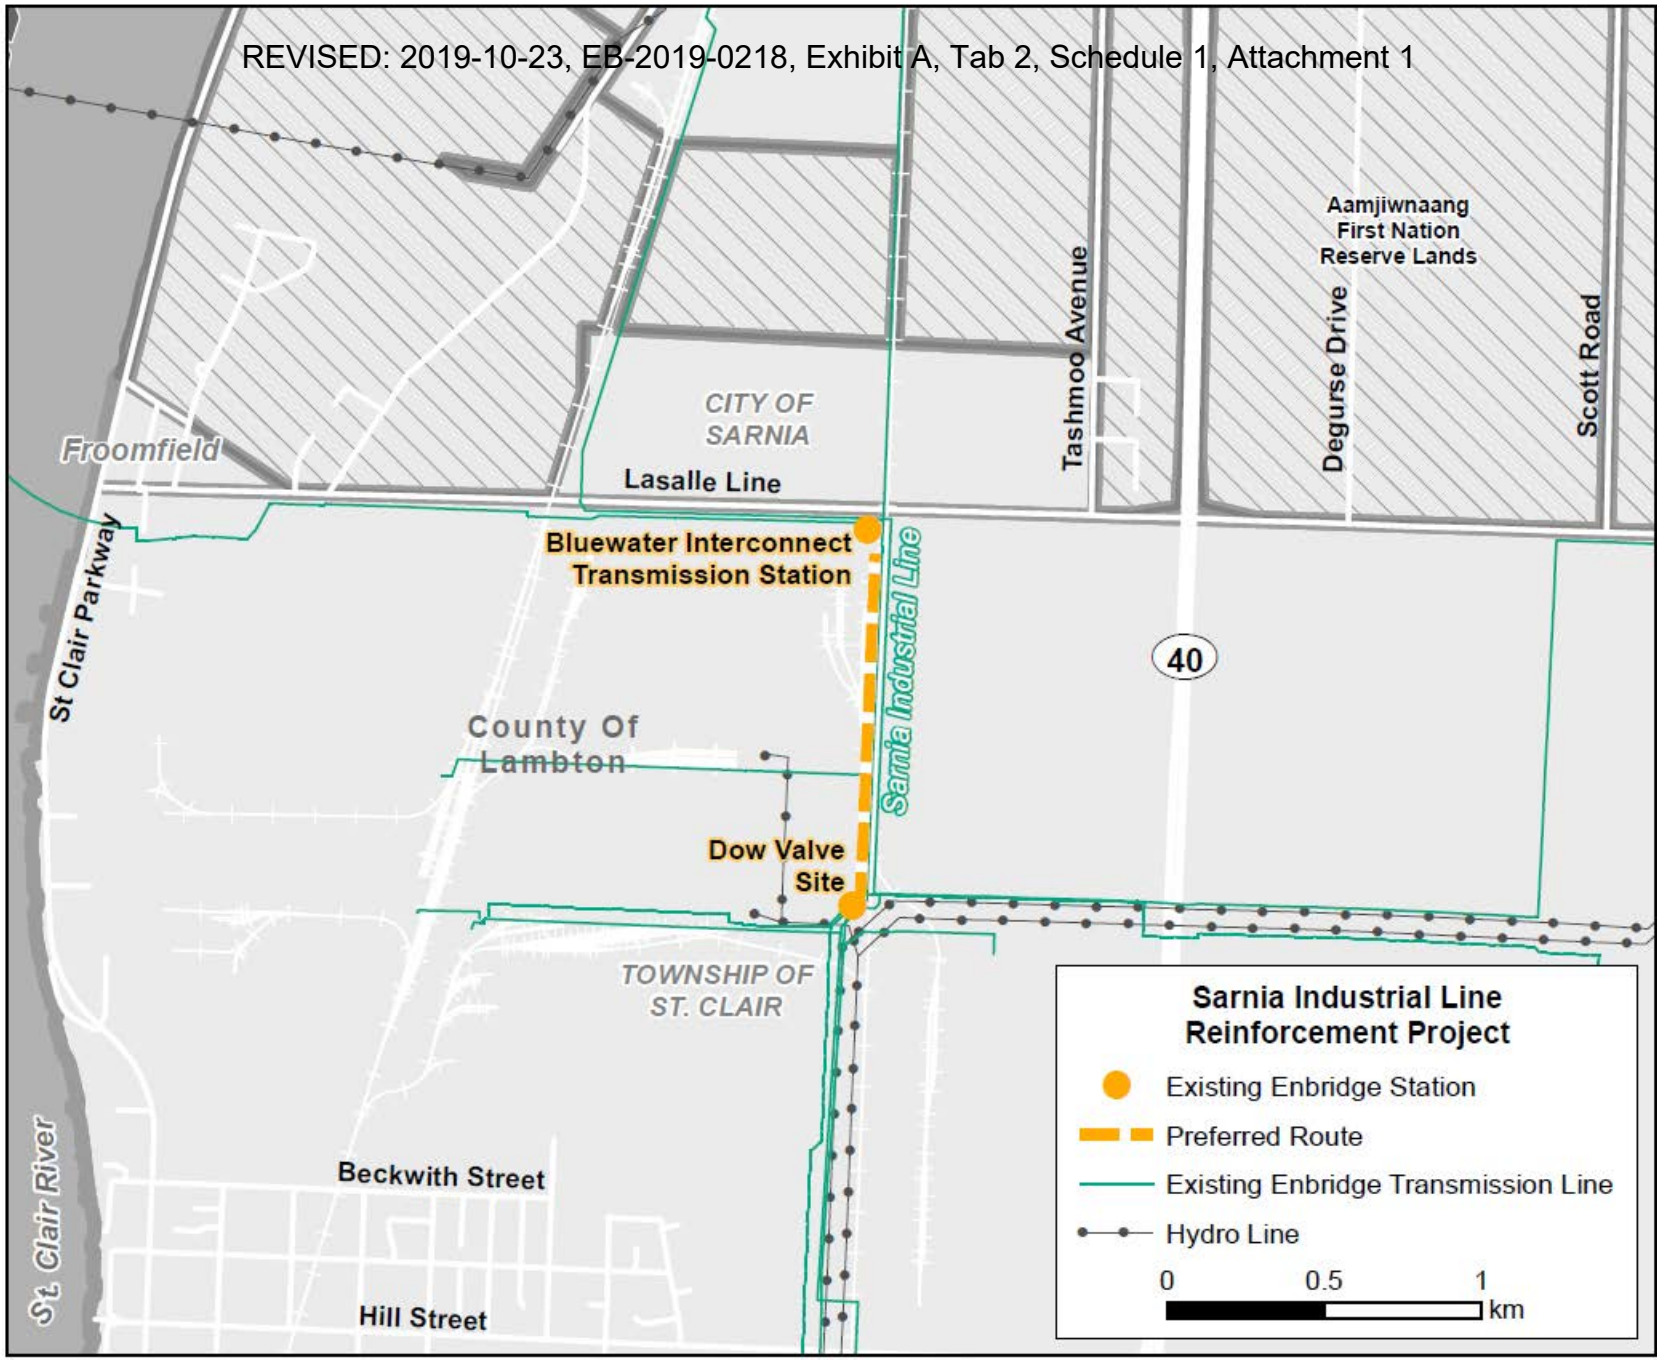 REVISED: 2019-10-23, EB-2019-0218, Exhibit A, Tab 2, Schedule 1, Attachment 1
Aamjiwnaang
First Nation
Reserve Lands
Tashmoo Avenue
Degurse Drive
Scott Road
CITY OF
SARNIA
Froomfield
Lasalle Line
Bluewater Interconnect
Transmission Station
Sarnia Industrial Line
St Clair Parkway
40
County Of
Lambton
Dow Valve
Site
TOWNSHIP OF
ST. CLAIR
St. Clair River
Beckwith Street
Hill Street
Sarnia Industrial Line
Reinforcement Project
Existing Enbridge Station
Preferred Route
Existing Enbridge Transmission Line
Hydro Line
0 0.5 1
km